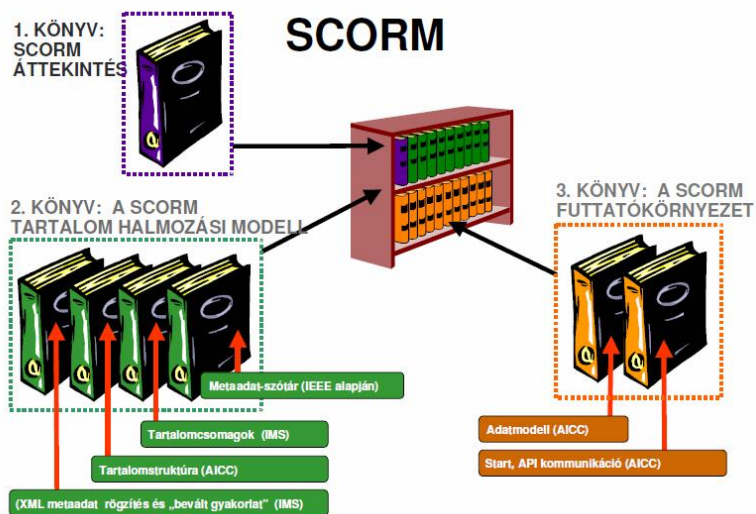 SCORM
1. KÖNYV:
SCORM
ÁTTEKINTÉS
2. KÖNYV: A SCORM
TARTALOM HALMOZÁSI MODELL
3. KÖNYV: A SCORM
FUTTATÓKÖRNYEZET
Metaadat-szótár (IEEE alapján)
Tartalomcsomagok (IMS)
Tartalomstruktúra (AICC)
(XML metaadat rögzítés és „bevált gyakorlat” (IMS)
Adatmodell (AICC)
Start, API kommunikáció (AICC)